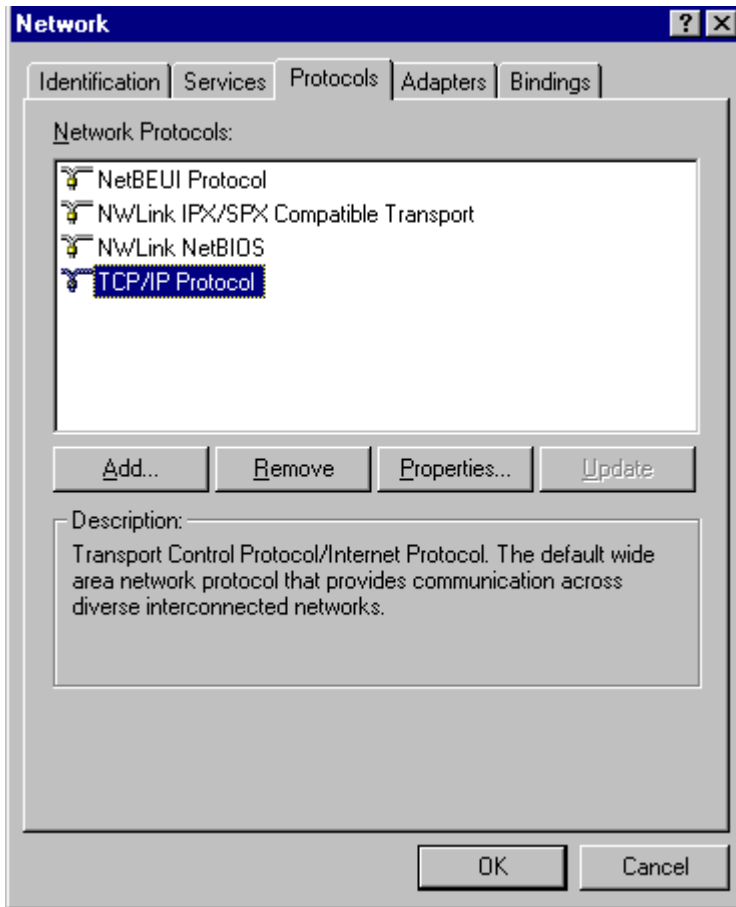 Network
Identification Services Protocols Adapters Bindings
Network Protocols:
NetBEUI Protocol
NWLink IPX/SPX Compatible Transport
NWLink NetBIOS
TCP/IP Protocol
Add... Remove Properties... Update
Description:
Transport Control Protocol/Internet Protocol. The default wide
area network protocol that provides communication across
diverse interconnected networks.
OK Cancel